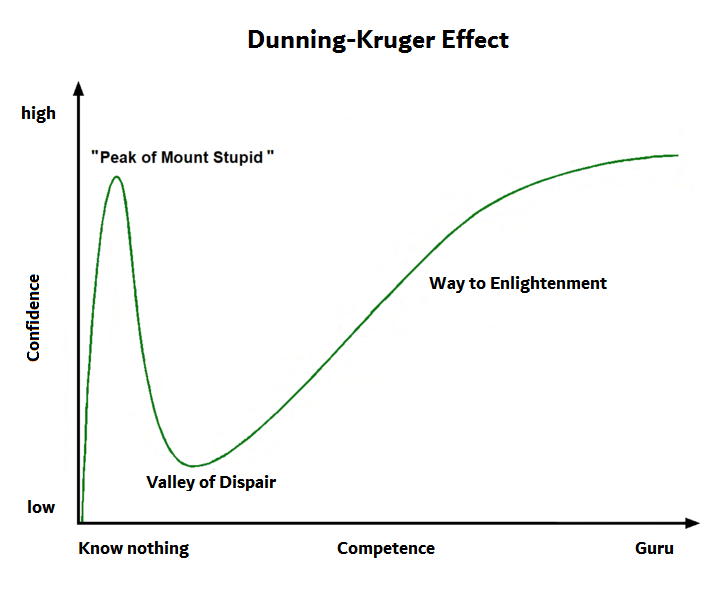 Dunning-Kruger Effect
high
"Peak of Mount Stupid "
Way to Enlightenment
Confidence
Valley of Dispair
low
Know nothing
Competence
Guru